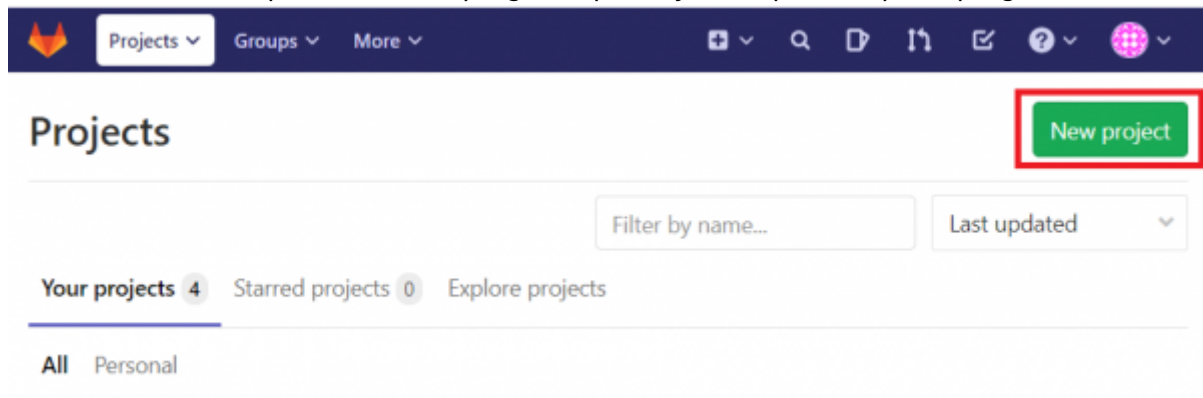 Projects Groups More
Projects
New project
Filter by name...
Last updated
Your projects 4 Starred projects 0 Explore projects
All Personal